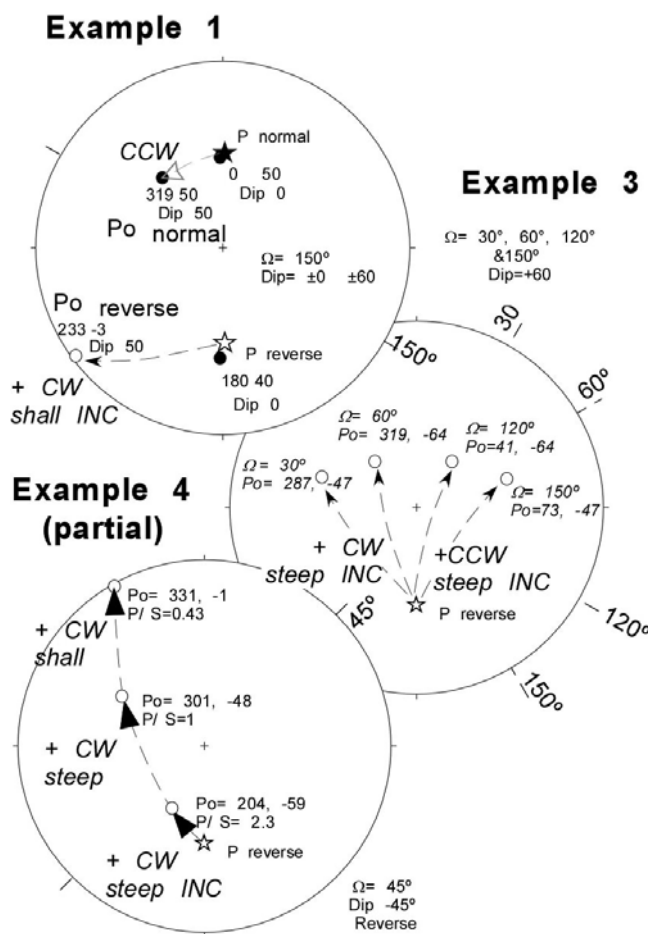 Example 1
P normal
CCW
0 50
Dip 0
319 50
Dip 50
Po normal
Ω= 150º
Dip= ±0 ±60
Po reverse
233 -3
Dip 50
P reverse
+ CW
shall INC
180 40
Dip 0
Example 3
Ω= 30°, 60°, 120°
&150°
Dip=+60
30
150º
60º
Ω= 60º
Po= 319, -64
Ω= 120º
Po=41, -64
Ω= 30º
Po= 287, -47
Ω= 150º
Po=73, -47
+ CW
steep INC
+CCW
steep INC
P reverse
45º
120º
150º
Example 4
(partial)
Po= 331, -1
P/ S=0.43
+ CW
shall
Po= 301, -48
P/ S=1
+ CW
steep
Po= 204, -59
P/ S= 2.3
P reverse
+ CW
steep INC
Ω= 45º
Dip -45º
Reverse